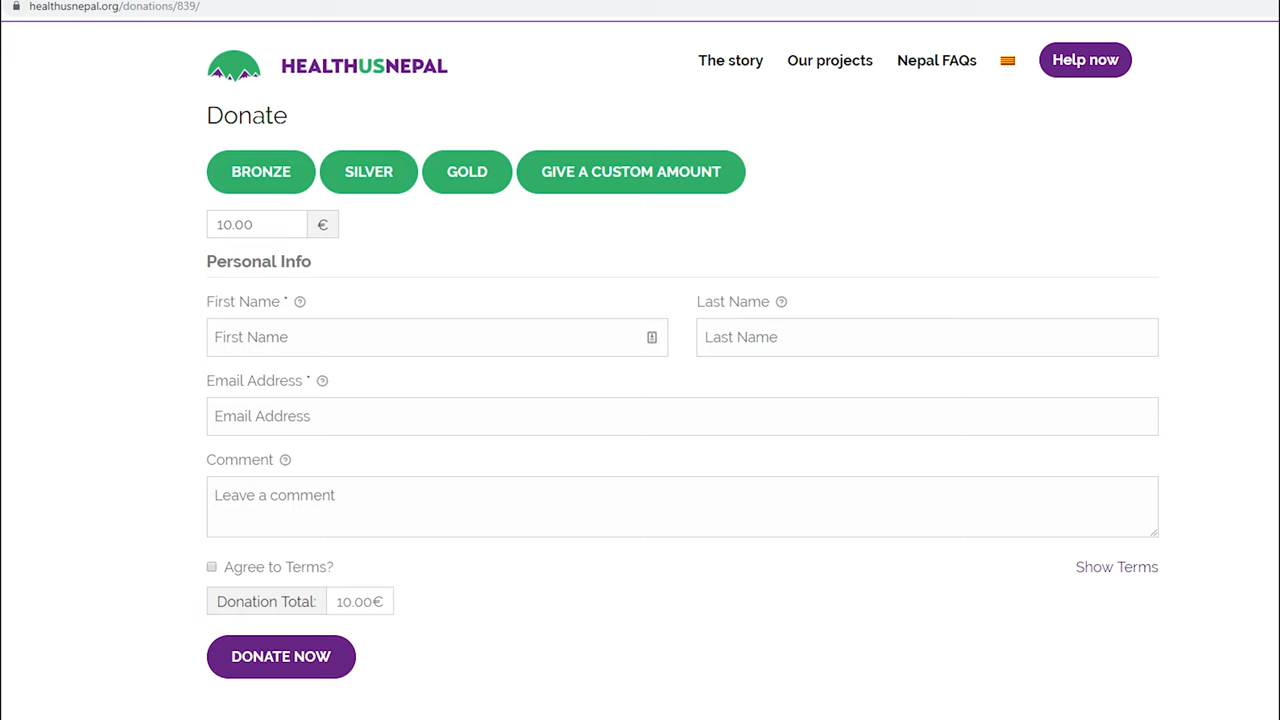 healthusnepal.org/donations/839/
HEALTHUSNEPAL
The story
Our projects
Nepal FAQs
Help now
Donate
BRONZE
SILVER
GOLD
GIVE A CUSTOM AMOUNT
10.00 €
Personal Info
First Name *
Last Name
First Name
Last Name
Email Address *
Email Address
Comment
Leave a comment
Agree to Terms?
Show Terms
Donation Total: 10.00€
DONATE NOW